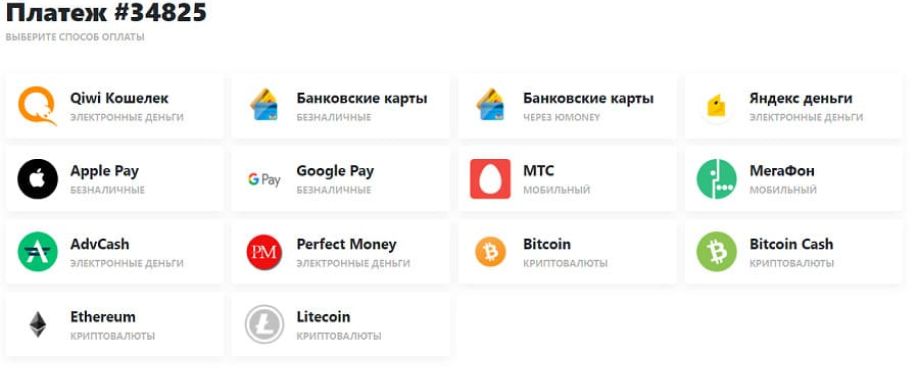 Платеж #34825
ВЫБЕРИТЕ СПОСОБ ОПЛАТЫ
Qiwi Кошелек
ЭЛЕКТРОННЫЕ ДЕНЬГИ
Банковские карты
БЕЗНАЛИЧНЫЕ
Банковские карты
ЧЕРЕЗ ЮMONEY
Яндекс деньги
ЭЛЕКТРОННЫЕ ДЕНЬГИ
Apple Pay
БЕЗНАЛИЧНЫЕ
G Pay
Google Pay
БЕЗНАЛИЧНЫЕ
МТС
МОБИЛЬНЫЙ
МегаФон
МОБИЛЬНЫЙ
AdvCash
ЭЛЕКТРОННЫЕ ДЕНЬГИ
PM
Perfect Money
ЭЛЕКТРОННЫЕ ДЕНЬГИ
Bitcoin
КРИПТОВАЛЮТЫ
Bitcoin Cash
КРИПТОВАЛЮТЫ
Ethereum
КРИПТОВАЛЮТЫ
Litecoin
КРИПТОВАЛЮТЫ